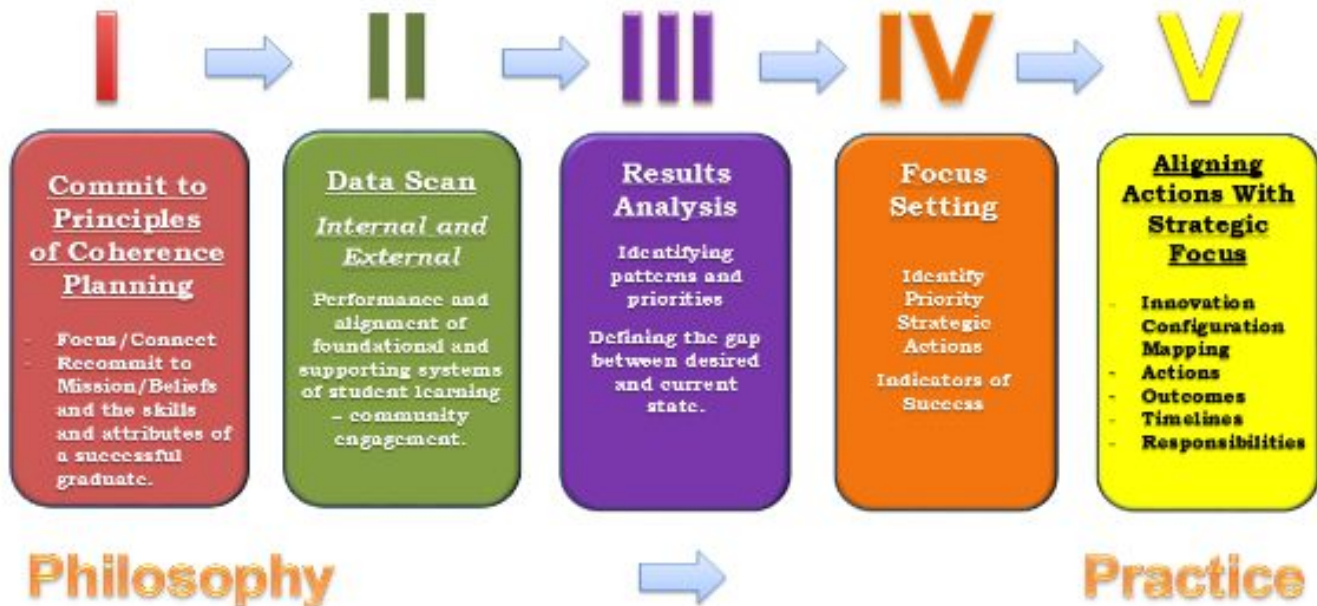 I
II
III
IV
V
Commit to
Principles
of Coherence
Planning
- Focus/Connect
- Recommit to
Mission/Beliefs
and the skills
and attributes of
a successful
graduate.
Data Scan
Internal and
External
Performance and
alignment of
foundational and
supporting systems
of student learning
– community
engagement.
Results
Analysis
Identifying
patterns and
priorities
Defining the gap
between desired
and current
state.
Focus
Setting
Identify
Priority
Strategic
Actions
Indicators of
Success
Aligning
Actions With
Strategic
Focus
- Innovation
Configuration
Mapping
- Actions
- Outcomes
- Timelines
- Responsibilities
Philosophy
Practice